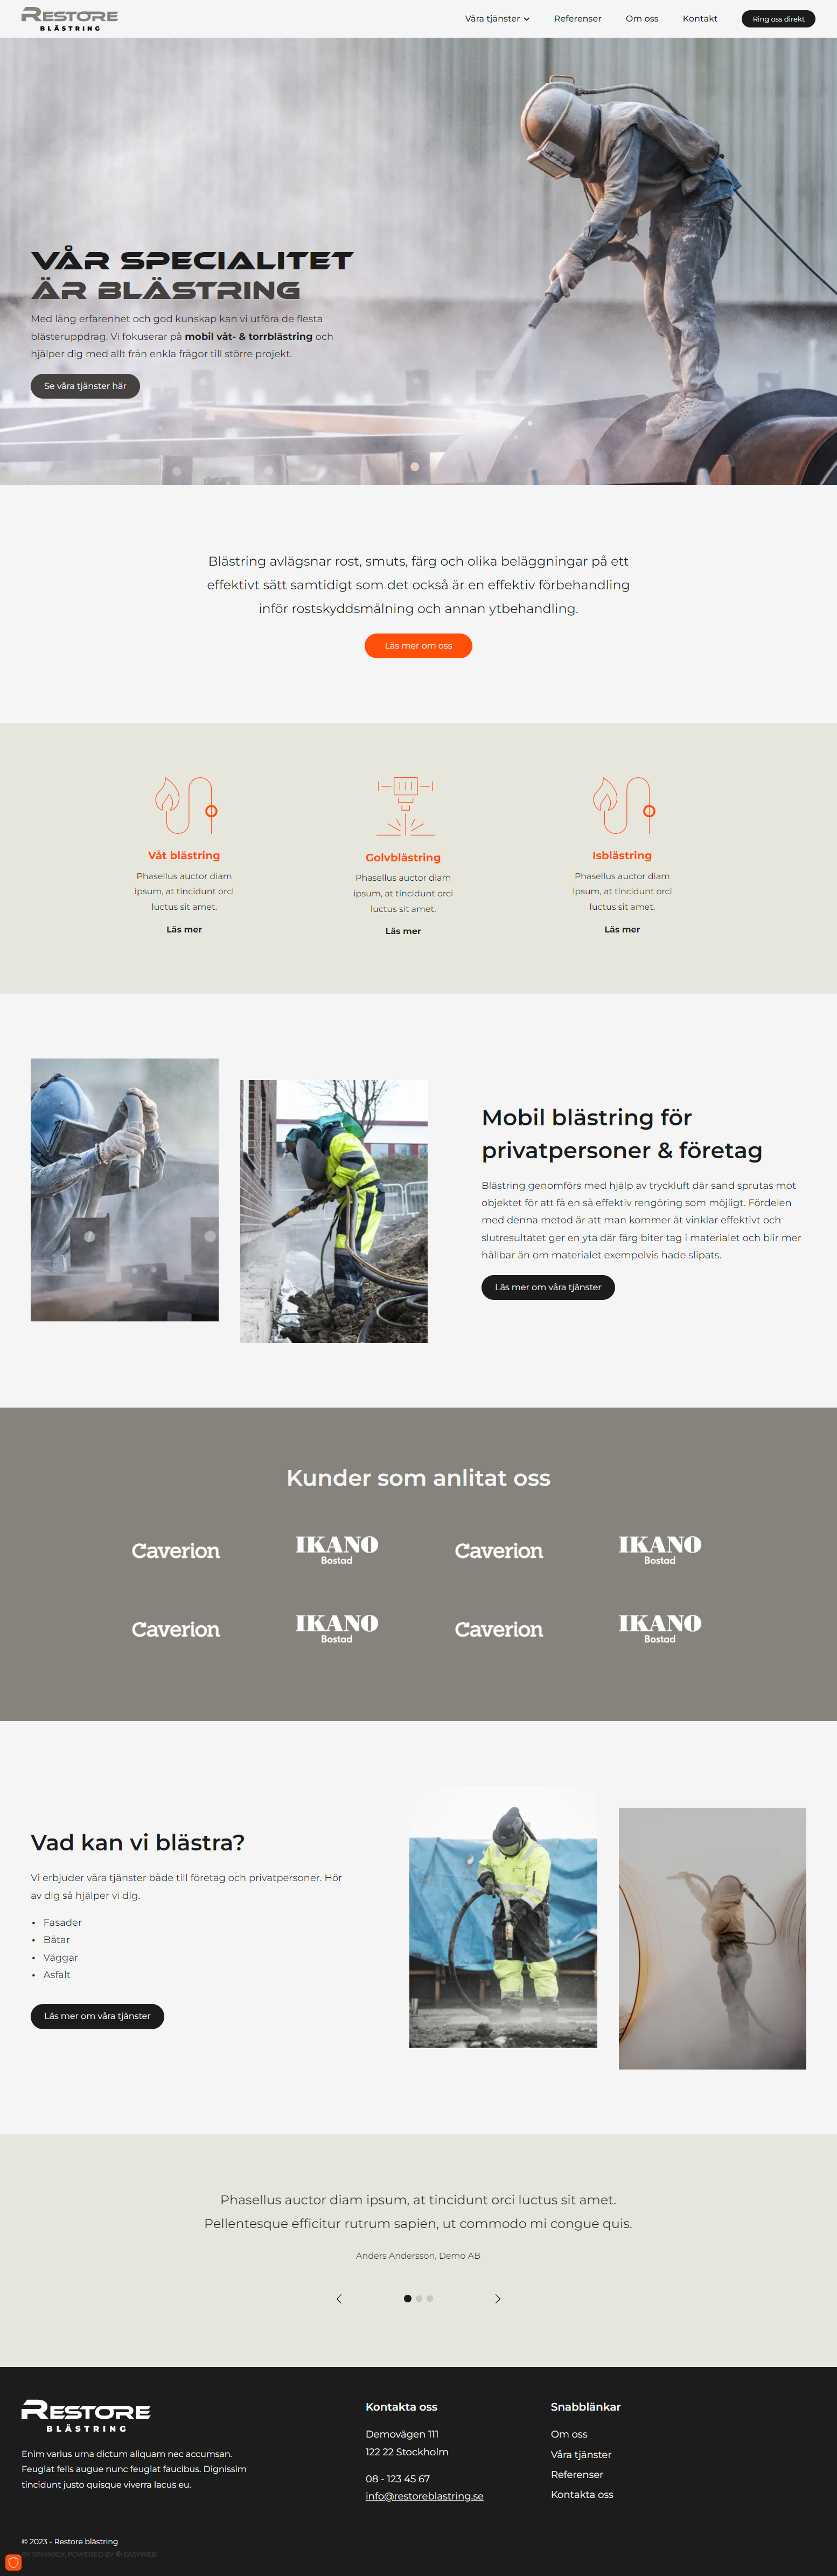 RESTORE
BLÄSTRING
Våra tjänster
Referenser
Om oss
Kontakt
Ring oss direkt
VÅR SPECIALITET
ÄR BLÄSTRING
Med lång erfarenhet och god kunskap kan vi utföra de flesta
blästeruppdrag. Vi fokuserar på mobil våt- & torrblästring och
hjälper dig med allt från enkla frågor till större projekt.
Se våra tjänster här
Blästring avlägsnar rost, smuts, färg och olika beläggningar på ett
effektivt sätt samtidigt som det också är en effektiv förbehandling
inför rostskyddsmålning och annan ytbehandling.
Läs mer om oss
Våt blästring
Phasellus auctor diam
ipsum, at tincidunt orci
luctus sit amet.
Läs mer
Golvblästring
Phasellus auctor diam
ipsum, at tincidunt orci
luctus sit amet.
Läs mer
Isblästring
Phasellus auctor diam
ipsum, at tincidunt orci
luctus sit amet.
Läs mer
Mobil blästring för
privatpersoner & företag
Blästring genomförs med hjälp av tryckluft där sand sprutas mot
objektet för att få en så effektiv rengöring som möjligt. Fördelen
med denna metod är att man kommer åt vinklar effektivt och
slutresultatet ger en yta där färg biter tag i materialet och blir mer
hållbar än om materialet exempelvis hade slipats.
Läs mer om våra tjänster
Kunder som anlitat oss
Caverion
IKANO
Bostad
Caverion
IKANO
Bostad
Caverion
IKANO
Bostad
Caverion
IKANO
Bostad
Vad kan vi blästra?
Vi erbjuder våra tjänster både till företag och privatpersoner. Hör
av dig så hjälper vi dig.
• Fasader
• Båtar
• Väggar
• Asfalt
Läs mer om våra tjänster
Phasellus auctor diam ipsum, at tincidunt orci luctus sit amet.
Pellentesque efficitur rutrum sapien, ut commodo mi congue quis.
Anders Andersson, Demo AB
RESTORE
BLÄSTRING
Enim varius urna dictum aliquam nec accumsan.
Feugiat felis augue nunc feugiat faucibus. Dignissim
tincidunt justo quisque viverra lacus eu.
Kontakta oss
Demovägen 111
122 22 Stockholm
08 - 123 45 67
info@restoreblastring.se
Snabblänkar
Om oss
Våra tjänster
Referenser
Kontakta oss
© 2023 - Restore blästring
BY SPHINXLY, POWERED BY EASYWEB